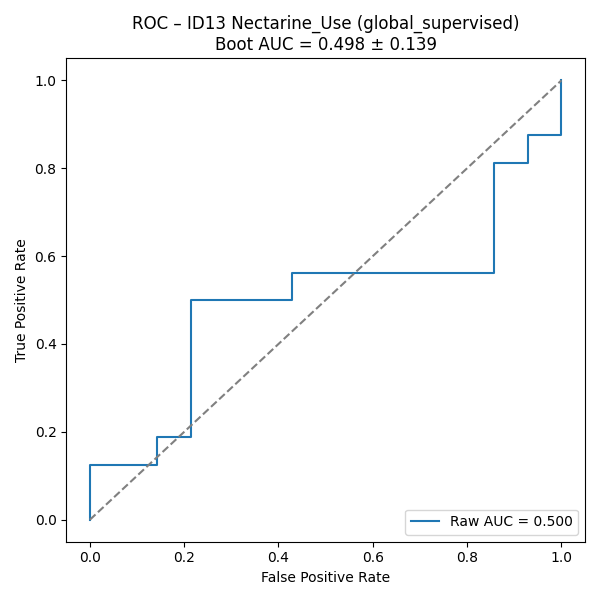 ROC – ID13 Nectarine_Use (global_supervised)
Boot AUC = 0.498 ± 0.139
True Positive Rate
1.0
0.8
0.6
0.4
0.2
0.0
Raw AUC = 0.500
0.0 0.2 0.4 0.6 0.8 1.0
False Positive Rate